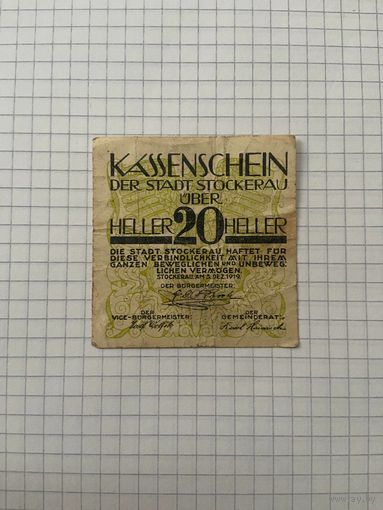 KASSENSCHEIN
DER STADT STOCKERAU
ÜBER
HELLER 20 HELLER
DIE STADT STOCKERAU HAFTET FÜR
DIESE VERBINDLICHKEIT MIT IHREM
GANZEN BEWEGLICHEN UND UNBEWEG-
LICHEN VERMÖGEN.
STOCKERAU AM 5. DEZ. 1919.
DER BÜRGERMEISTER:
DER VICE-BÜRGERMEISTER:
DER GEMEINDERAT: